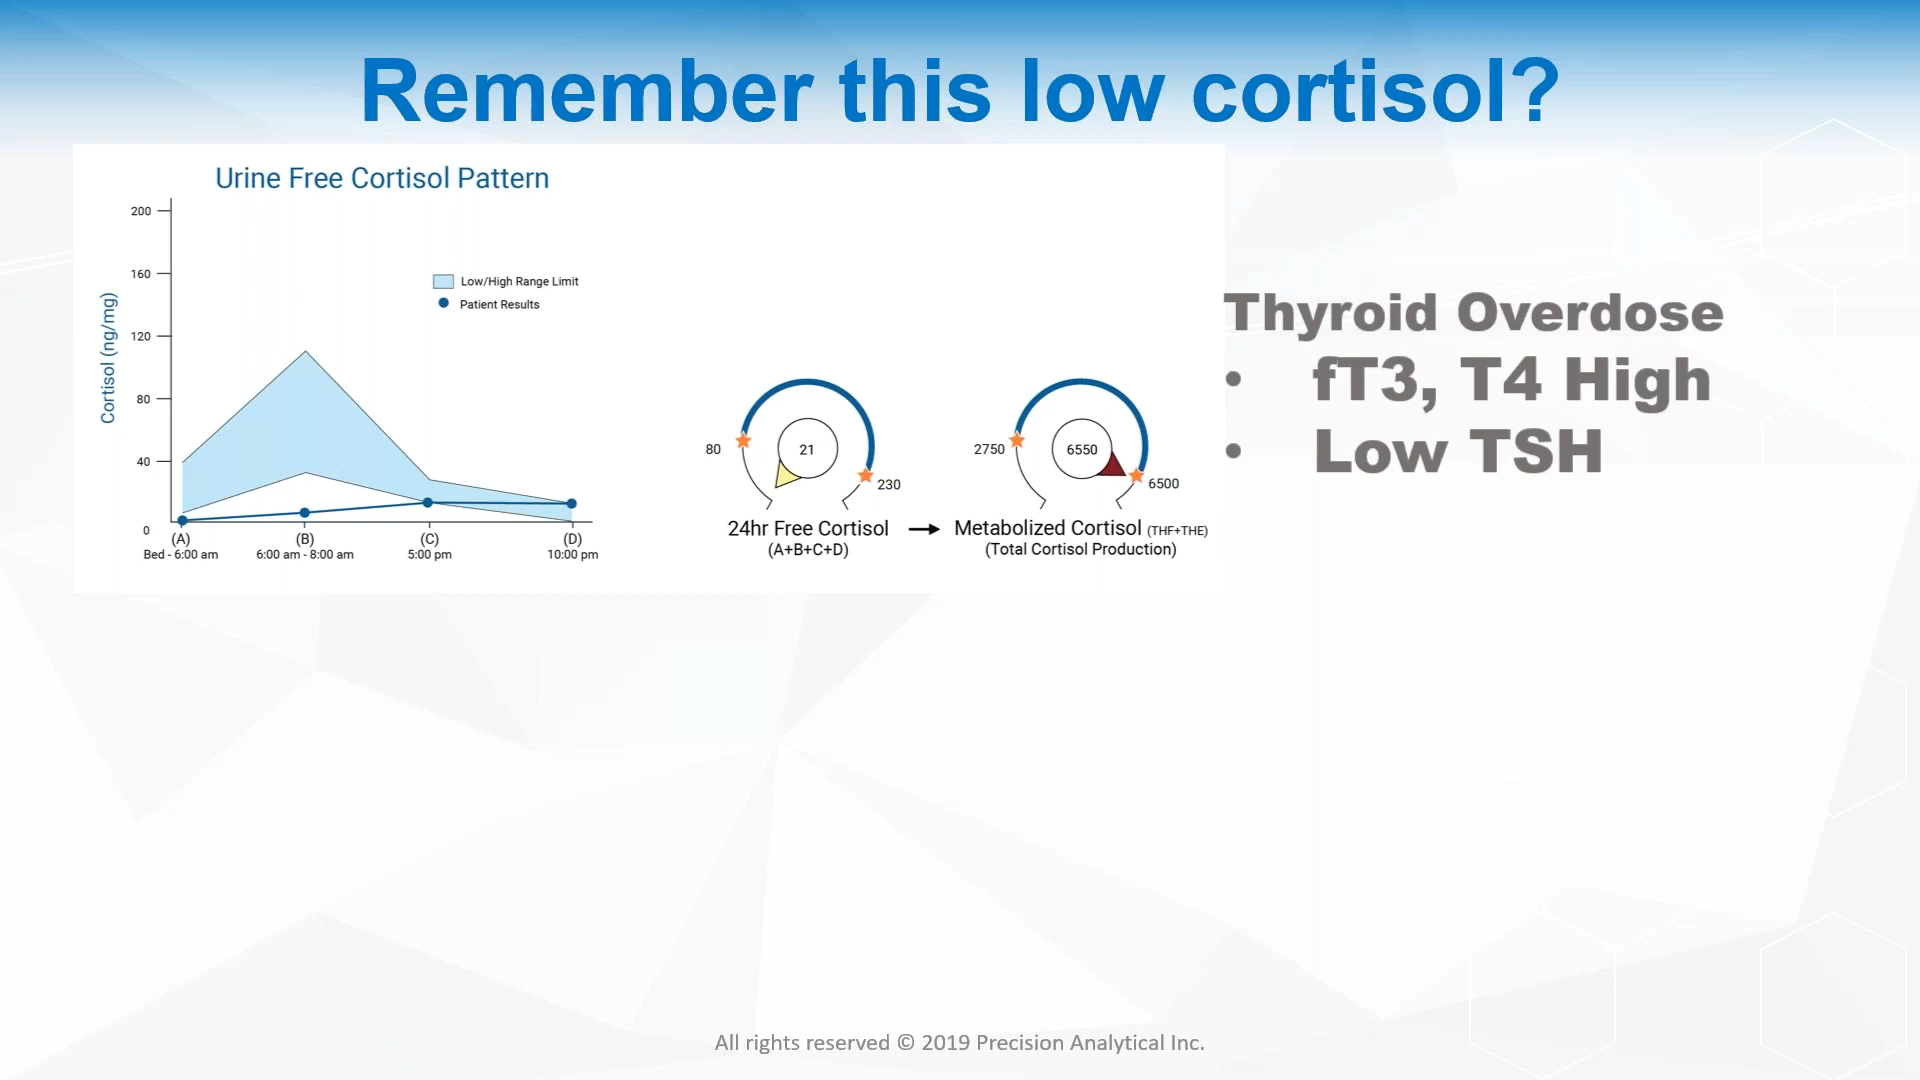 Remember this low cortisol?
Urine Free Cortisol Pattern
Cortisol (ng/mg)
200
160
120
80
40
0
Low/High Range Limit
Patient Results
(A)
Bed - 6:00 am
(B)
6:00 am - 8:00 am
(C)
5:00 pm
(D)
10:00 pm
80
21
230
24hr Free Cortisol
(A+B+C+D)
2750
6550
6500
Metabolized Cortisol (THF+THE)
(Total Cortisol Production)
Thyroid Overdose
• fT3, T4 High
• Low TSH
All rights reserved © 2019 Precision Analytical Inc.